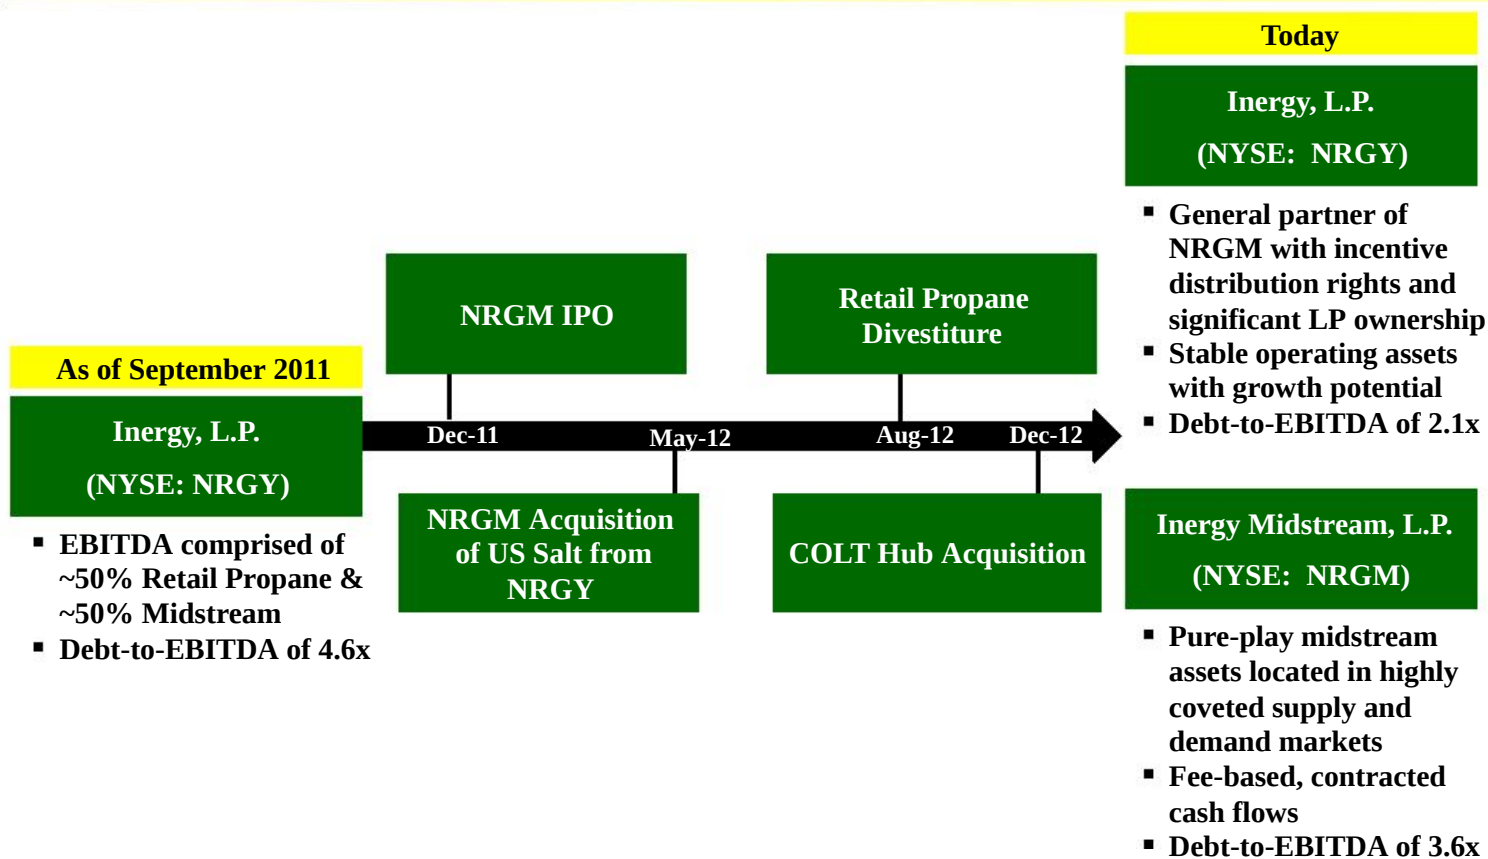 As of September 2011
Inergy, L.P.
(NYSE: NRGY)
▪ EBITDA comprised of
~50% Retail Propane &
~50% Midstream
▪ Debt-to-EBITDA of 4.6x
NRGM IPO
Retail Propane
Divestiture
Dec-11
May-12
Aug-12
Dec-12
NRGM Acquisition
of US Salt from
NRGY
COLT Hub Acquisition
Today
Inergy, L.P.
(NYSE: NRGY)
▪ General partner of
NRGM with incentive
distribution rights and
significant LP ownership
▪ Stable operating assets
with growth potential
▪ Debt-to-EBITDA of 2.1x
Inergy Midstream, L.P.
(NYSE: NRGM)
▪ Pure-play midstream
assets located in highly
coveted supply and
demand markets
▪ Fee-based, contracted
cash flows
▪ Debt-to-EBITDA of 3.6x